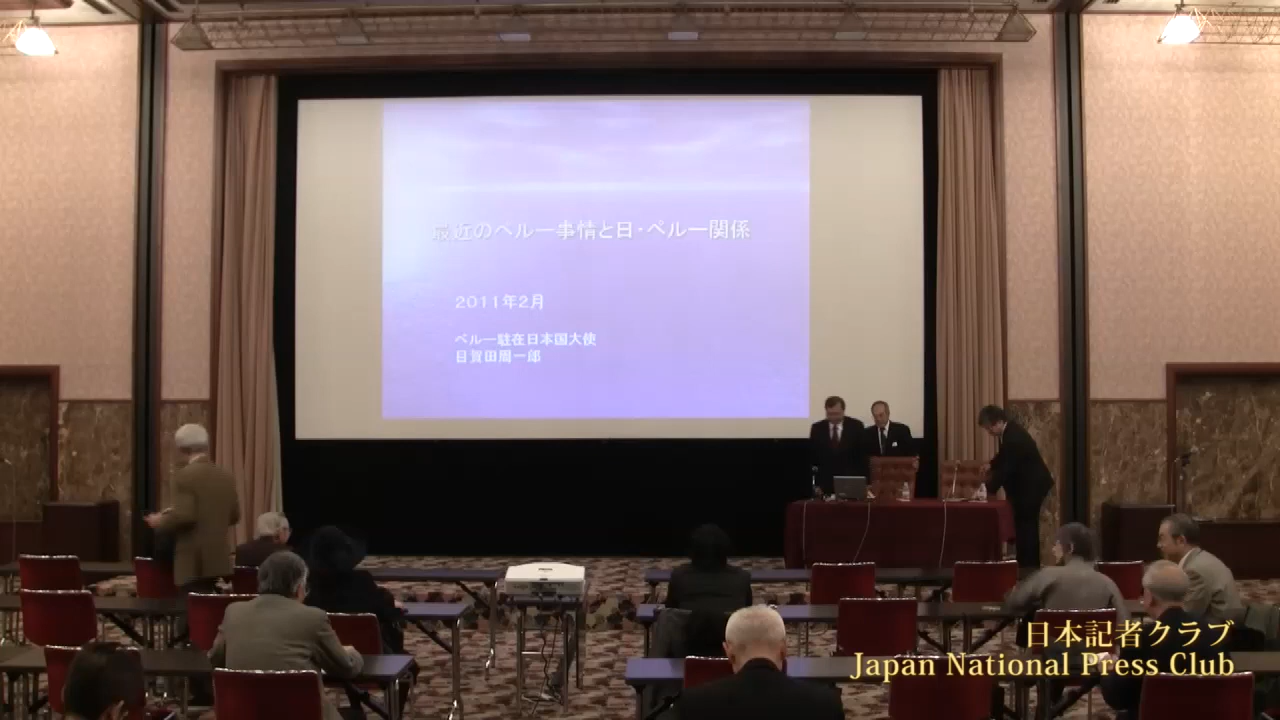 最近のペルー事情と日・ペルー関係
2011年2月
ペルー駐在日本国大使
目賀田周一郎
日本記者クラブ
Japan National Press Club